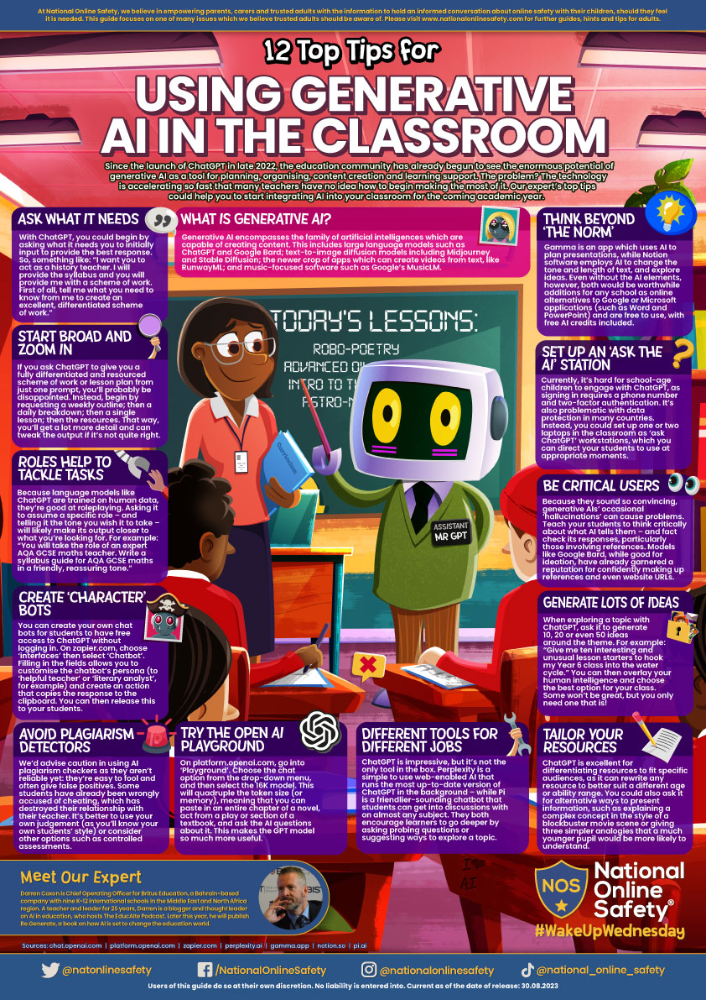 At National Online Safety, we believe in empowering parents, carers and trusted adults with the information to hold an informed conversation about online safety with their children, should they feel
it is needed. This guide focuses on one of many issues which we believe trusted adults should be aware of. Please visit www.nationalonlinesafety.com for further guides, hints and tips for adults.
12 Top Tips for
USING GENERATIVE
AI IN THE CLASSROOM
Since the launch of ChatGPT in late 2022, the education community has already begun to see the enormous potential of
generative AI as a tool for planning, organising, content creation and learning support. The problem? The technology
is accelerating so fast that many teachers have no idea how to begin making the most of it. Our expert's top tips
could help you to start integrating AI into your classroom for the coming academic year.
ASK WHAT IT NEEDS
With ChatGPT, you could begin by
asking what it needs you to initially
input to provide the best response.
So, something like: "I want you to
act as a history teacher. I will
provide the syllabus and you will
provide me with a scheme of work.
First of all, tell me what you need to
know from me to create an
excellent, differentiated scheme
of work."
WHAT IS GENERATIVE AI?
Generative AI encompasses the family of artificial intelligences which are
capable of creating content. This includes large language models such as
ChatGPT and Google Bard; text-to-image diffusion models including Midjourney
and Stable Diffusion; the newer crop of apps which can create videos from text, like
RunwayML; and music-focused software such as Google's MusicLM.
THINK BEYOND
'THE NORM'
Gamma is an app which uses AI to
plan presentations, while Notion
software employs AI to change the
tone and length of text, and explore
ideas. Even without the AI elements,
however, both would be worthwhile
additions for any school as online
alternatives to Google or Microsoft
applications (such as Word and
PowerPoint) and are free to use, with
free AI credits included.
START BROAD AND
ZOOM IN
If you ask ChatGPT to give you a
fully differentiated and resourced
scheme of work or lesson plan from
just one prompt, you'll probably be
disappointed. Instead, begin by
requesting a weekly outline; then a
daily breakdown; then a single
lesson; then the resources. That way,
you'll get a lot more detail and can
tweak the output if it's not quite right.
TODAY'S LESSONS:
ROBO-POETRY
ADVANCED
INTRO TO T
ASTRO-
Curriculum
ASSISTANT
MR GPT
SET UP AN 'ASK THE
AI' STATION
Currently, it's hard for school-age
children to engage with ChatGPT, as
signing in requires a phone number
and two-factor authentication. It's
also problematic with data
protection in many countries.
Instead, you could set up one or two
laptops in the classroom as 'ask
ChatGPT' workstations, which you
can direct your students to use at
appropriate moments.
ROLES HELP TO
TACKLE TASKS
Because language models like
ChatGPT are trained on human data,
they're good at roleplaying. Asking it
to assume a specific role – and
telling it the tone you wish it to take –
will likely make its output closer to
what you're looking for. For example:
"You will take the role of an expert
AQA GCSE maths teacher. Write a
syllabus guide for AQA GCSE maths
in a friendly, reassuring tone."
BE CRITICAL USERS
Because they sound so convincing,
generative AIs' occasional
'hallucinations' can cause problems.
Teach your students to think critically
about what AI tells them – and fact
check its responses, particularly
those involving references. Models
like Google Bard, while good for
ideation, have already garnered a
reputation for confidently making up
references and even website URLs.
CREATE 'CHARACTER'
BOTS
You can create your own chat
bots for students to have free
access to ChatGPT without
logging in. On zapier.com, choose
'interfaces' then select 'Chatbot'.
Filling in the fields allows you to
customise the chatbot's persona (to
'helpful teacher' or 'literary analyst',
for example) and create an action
that copies the response to the
clipboard. You can then release this
to your students.
GENERATE LOTS OF IDEAS
When exploring a topic with
ChatGPT, ask it to generate
10, 20 or even 50 ideas
around the theme. For example:
"Give me ten interesting and
unusual lesson starters to hook
my Year 6 class into the water
cycle." You can then overlay your
human intelligence and choose
the best option for your class.
Some won't be great, but you only
need one that is!
AVOID PLAGIARISM
DETECTORS
We'd advise caution in using AI
plagiarism checkers as they aren't
reliable yet: they're easy to fool and
often give false positives. Some
students have already been wrongly
accused of cheating, which has
destroyed their relationship with
their teacher. It's better to use your
own judgement (as you'll know your
own students' style) or consider
other options such as controlled
assessments.
TRY THE OPEN AI
PLAYGROUND
On platform.openai.com, go into
'Playground'. Choose the chat
option from the drop-down menu,
and then select the 16K model. This
will quadruple the token size (or
memory), meaning that you can
paste in an entire chapter of a novel,
act from a play or section of a
textbook, and ask the AI questions
about it. This makes the GPT model
so much more useful.
DIFFERENT TOOLS FOR
DIFFERENT JOBS
ChatGPT is impressive, but it's not the
only tool in the box. Perplexity is a
simple to use web-enabled AI that
runs the most up-to-date version of
ChatGPT in the background – while Pi
is a friendlier-sounding chatbot that
students can get into discussions with
on almost any subject. They both
encourage learners to go deeper by
asking probing questions or
suggesting ways to explore a topic.
TAILOR YOUR
RESOURCES
ChatGPT is excellent for
differentiating resources to fit specific
audiences, as it can rewrite any
resource to better suit a different age
or ability range. You could also ask it
for alternative ways to present
information, such as explaining a
complex concept in the style of a
blockbuster movie scene or giving
three simpler analogies that a much
younger pupil would be more likely to
understand.
I ♥
AI
Meet Our Expert
Darren Coxon is Chief Operating Officer for Britus Education, a Bahrain-based
company with nine K-12 international schools in the Middle East and North Africa
region. A teacher and leader for 25 years, Darren is a blogger and thought leader
on AI in education, who hosts The EducAIte Podcast. Later this year, he will publish
Re.Generate, a book on how AI is set to change the education world.
NOS
National
Online
Safety®
#WakeUpWednesday
Sources: chat.openai.com | platform.openai.com | zapier.com | perplexity.ai | gamma.app | notion.so | pi.ai
@natonlinesafety
/NationalOnlineSafety
@nationalonlinesafety
@national_online_safety
Users of this guide do so at their own discretion. No liability is entered into. Current as of the date of release: 30.08.2023